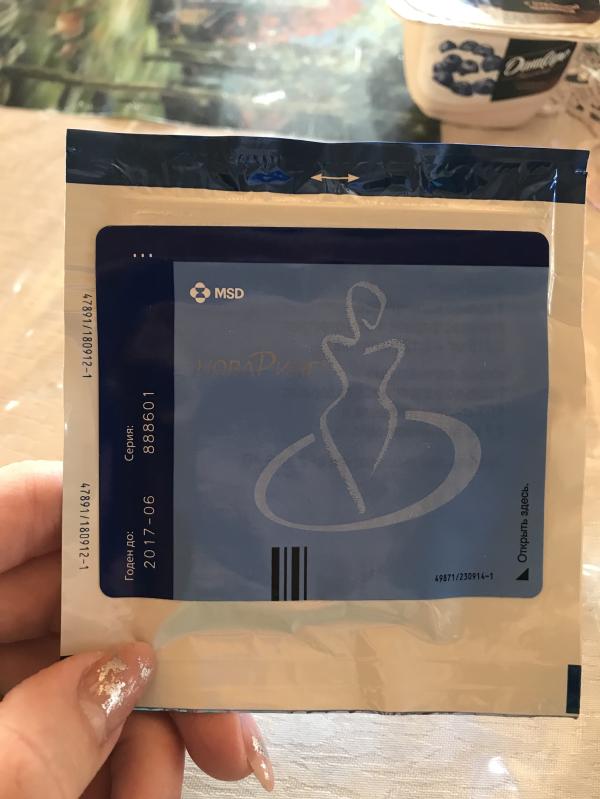 Даниссимо
MSD
НОВАРИНГ
Серия:
888601
Годен до:
2017-06
47891/180912-1
47891/180912-1
49871/230914-1
Открыть здесь.